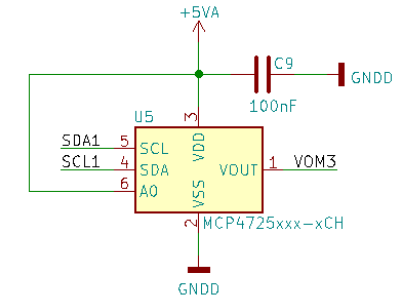 +5VA
C9
GNDD
100nF
U5
3
SDA1
5
SCL
VDD
SCL1
4
SDA
VOUT
1
VOM3
6
A0
VSS
2
MCP4725xxx-xCH
GNDD